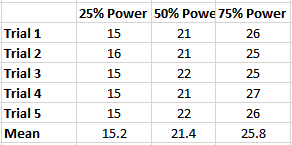 25% Power 50% Powe 75% Power
Trial 1 15 21 26
Trial 2 16 21 25
Trial 3 15 22 25
Trial 4 15 21 27
Trial 5 15 22 26
Mean 15.2 21.4 25.8